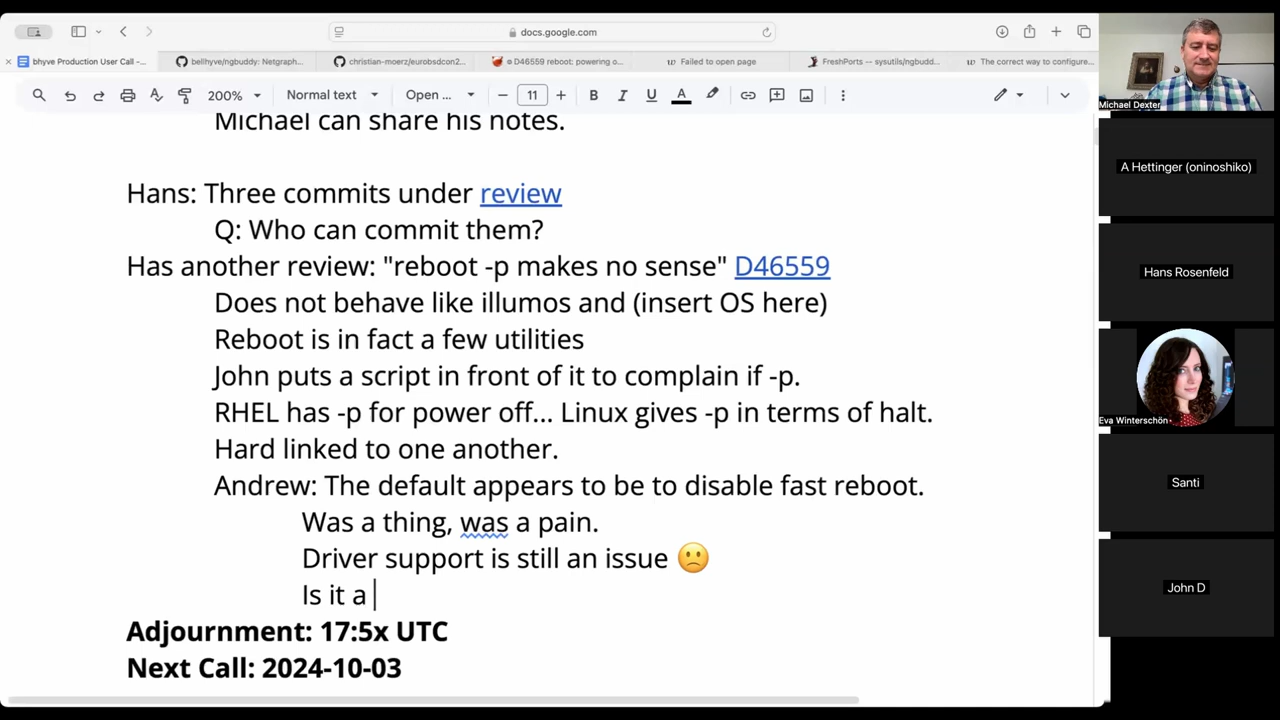 docs.google.com
bhyve Production User Call -...
bellhyve/ngbuddy: Netgraph...
christian-moerz/eurobsdcon2...
D46559 reboot: powering o...
Failed to open page
FreshPorts -- sysutils/ngbudd...
The correct way to configure...
200%
Normal text
Open ...
11
Michael can share his notes.
Hans: Three commits under review
Q: Who can commit them?
Has another review: "reboot -p makes no sense" D46559
Does not behave like illumos and (insert OS here)
Reboot is in fact a few utilities
John puts a script in front of it to complain if -p.
RHEL has -p for power off... Linux gives -p in terms of halt.
Hard linked to one another.
Andrew: The default appears to be to disable fast reboot.
Was a thing, was a pain.
Driver support is still an issue 🙁
Is it a
Adjournment: 17:5x UTC
Next Call: 2024-10-03
Michael Dexter
A Hettinger (oninoshiko)
Hans Rosenfeld
Eva Winterschön
Santi
John D